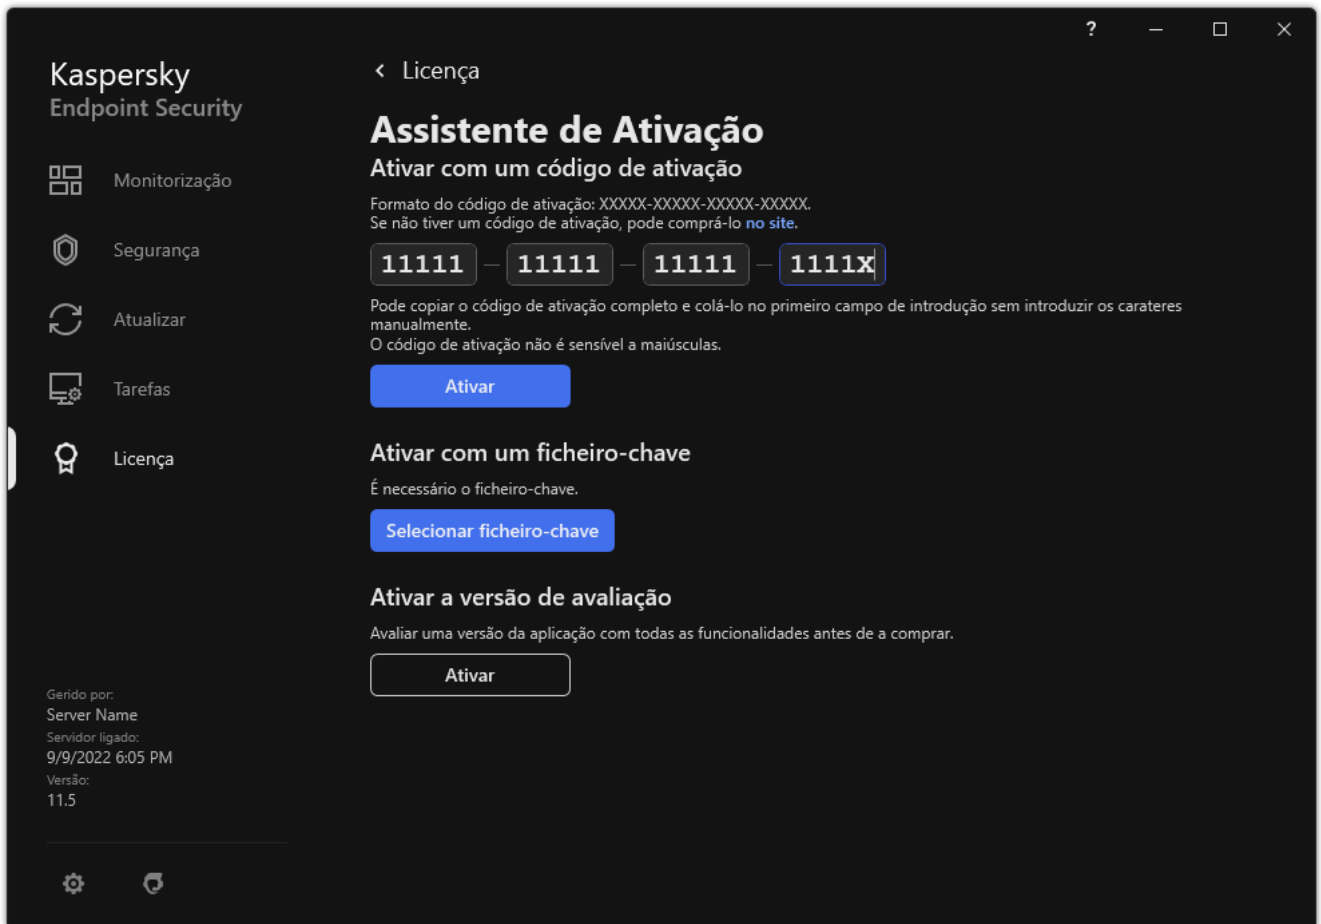 ?
Kaspersky
Endpoint Security
Monitorização
Segurança
Atualizar
Tarefas
Licença
Gerido por:
Server Name
Servidor ligado:
9/9/2022 6:05 PM
Versão:
11.5
Licença
Assistente de Ativação
Ativar com um código de ativação
Formato do código de ativação: XXXXX-XXXXX-XXXXX-XXXXX.
Se não tiver um código de ativação, pode comprá-lo no site.
11111 — 11111 — 11111 — 1111X
Pode copiar o código de ativação completo e colá-lo no primeiro campo de introdução sem introduzir os carateres
manualmente.
O código de ativação não é sensível a maiúsculas.
Ativar
Ativar com um ficheiro-chave
É necessário o ficheiro-chave.
Selecionar ficheiro-chave
Ativar a versão de avaliação
Avaliar uma versão da aplicação com todas as funcionalidades antes de a comprar.
Ativar